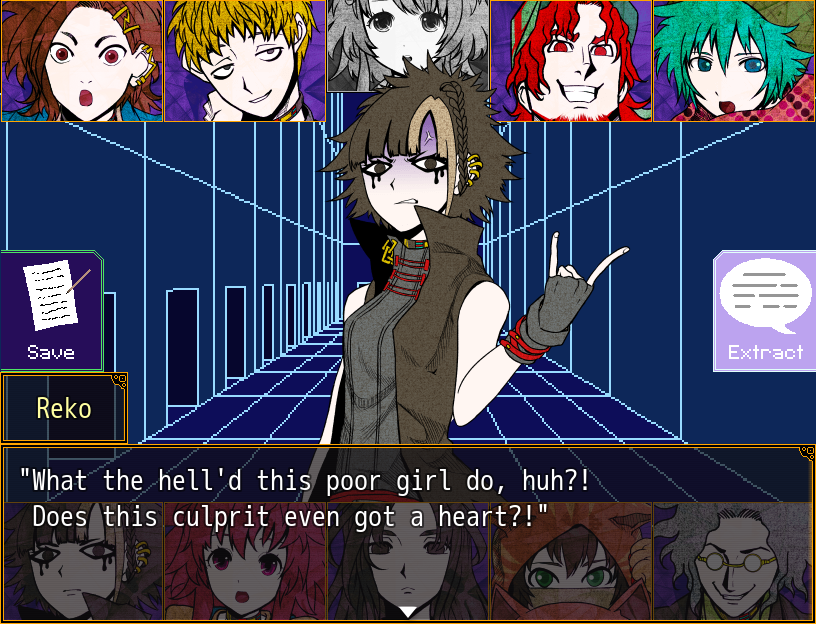 Save
Extract
Reko
"What the hell'd this poor girl do, huh?!
Does this culprit even got a heart?!"